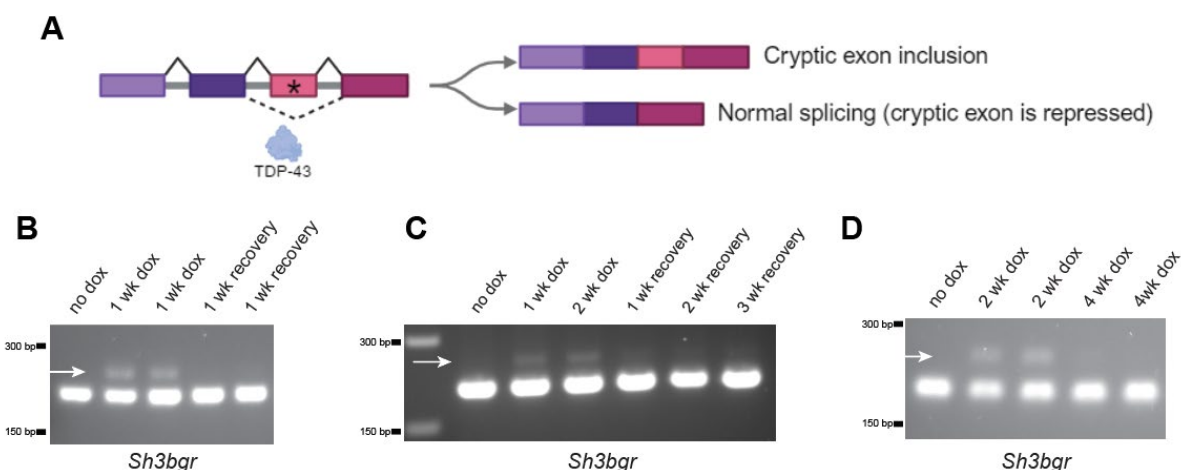 A
*
TDP-43
Cryptic exon inclusion
Normal splicing (cryptic exon is repressed)
B
no dox
1 wk dox
1 wk dox
1 wk recovery
1 wk recovery
300 bp
150 bp
Sh3bgr
C
no dox
1 wk dox
2 wk dox
1 wk recovery
2 wk recovery
3 wk recovery
300 bp
150 bp
Sh3bgr
D
no dox
2 wk dox
2 wk dox
4 wk dox
4wk dox
300 bp
150 bp
Sh3bgr